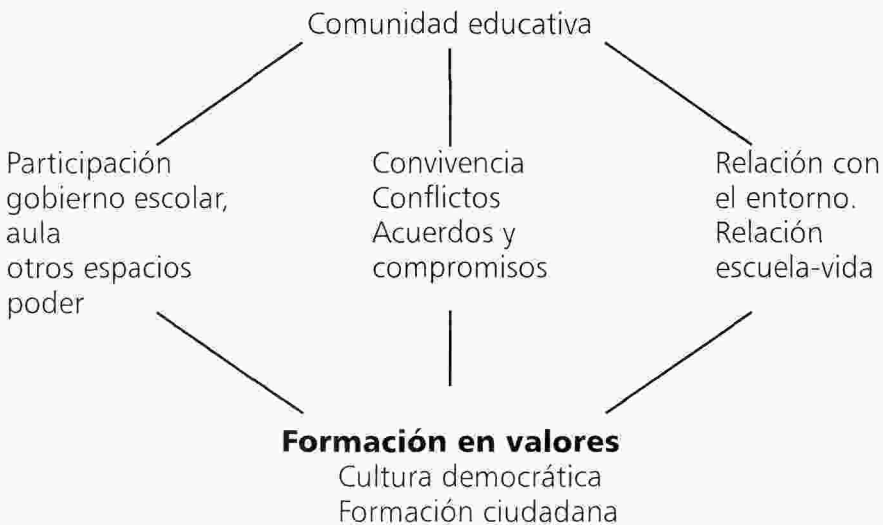 Comunidad educativa
Participación
gobierno escolar,
aula
otros espacios
poder
Convivencia
Conflictos
Acuerdos y
compromisos
Relación con
el entorno.
Relación
escuela-vida
Formación en valores
Cultura democrática
Formación ciudadana